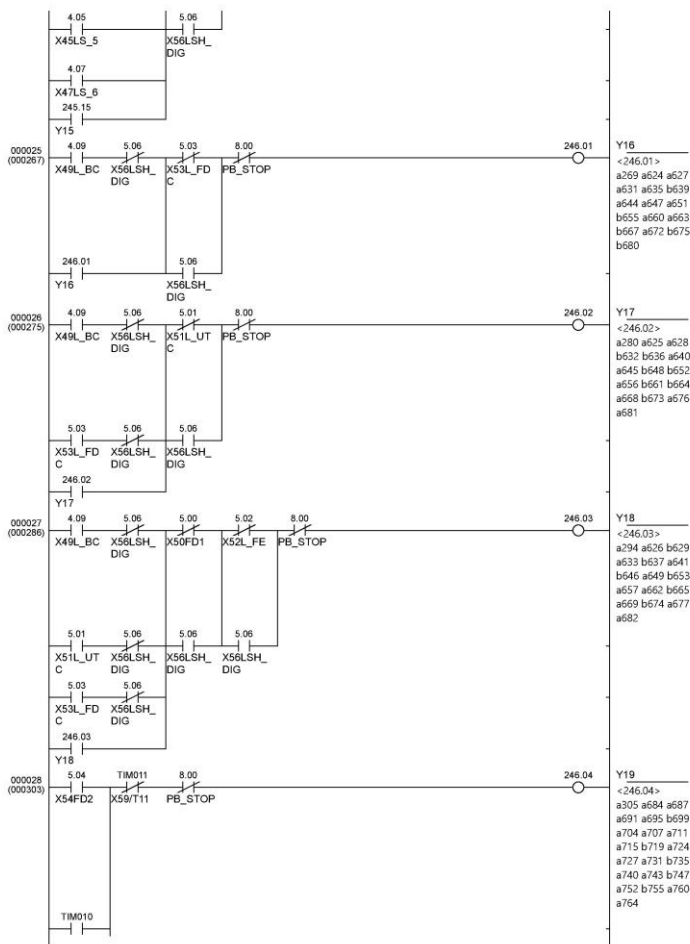 4.05 5.06
X45LS_5 X56LSH_
DIG
4.07
X47LS_6
245.15
Y15
000025
(000267)
4.09 5.06 5.03 8.00 246.01
X49L_BC X56LSH_ X53L_FD PB_STOP
DIG C
Y16
<246.01>
a269 a624 a627
a631 a635 b639
a644 a647 a651
b655 a660 a663
b667 a672 b675
b680
246.01 5.06
Y16 X56LSH_
DIG
000026
(000275)
4.09 5.06 5.01 8.00 246.02
X49L_BC X56LSH_ X51L_UT PB_STOP
DIG C
Y17
<246.02>
a280 a625 a628
b632 b636 a640
a645 b648 b652
a656 b661 b664
a668 b673 a676
a681
5.03 5.06 5.06
X53L_FD X56LSH_ X56LSH_
C DIG DIG
246.02
Y17
000027
(000286)
4.09 5.06 5.00 5.02 8.00 246.03
X49L_BC X56LSH_ X50FD1 X52L_FE PB_STOP
DIG
Y18
<246.03>
a294 a626 b629
a633 b637 a641
b646 a649 b653
a657 a662 b665
a669 b674 a677
a682
5.01 5.06 5.06 5.06
X51L_UT X56LSH_ X56LSH_ X56LSH_
C DIG DIG DIG
5.03 5.06
X53L_FD X56LSH_
C DIG
246.03
Y18
000028
(000303)
5.04 TIM011 8.00 246.04
X54FD2 X59/T11 PB_STOP
Y19
<246.04>
a305 a684 a687
a691 a695 b699
a704 a707 a711
a715 b719 a724
a727 a731 b735
a740 a743 b747
a752 b755 a760
a764
TIM010